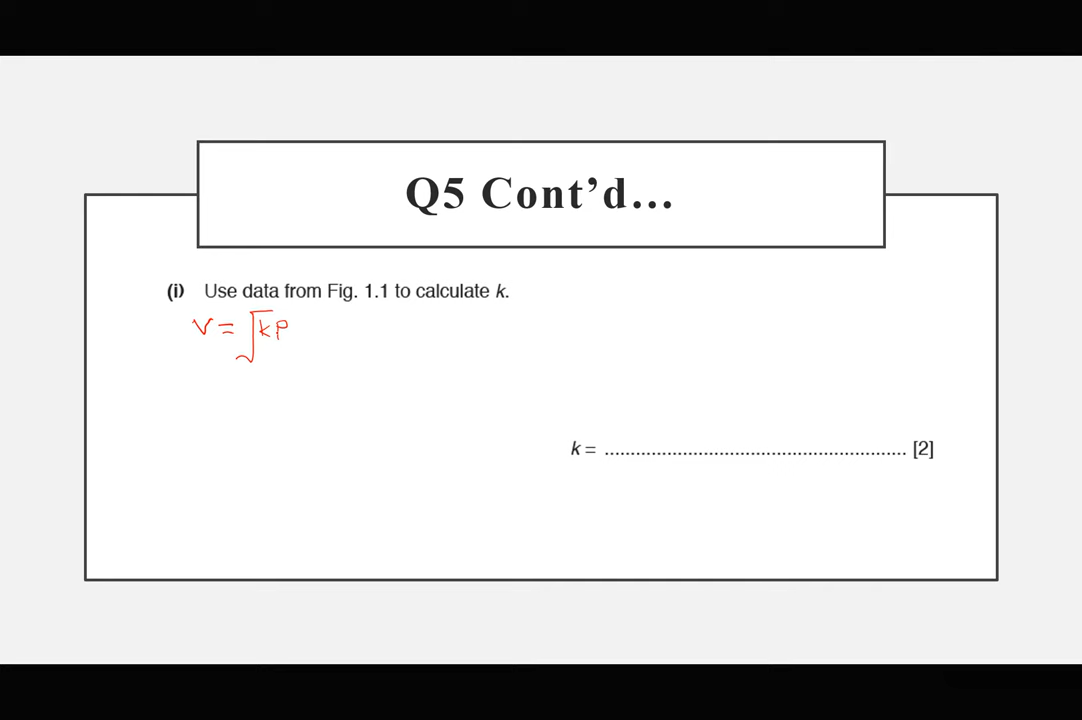 Q5 Cont’d…
(i) Use data from Fig. 1.1 to calculate k.
v = √kP
k = .......................................................... [2]